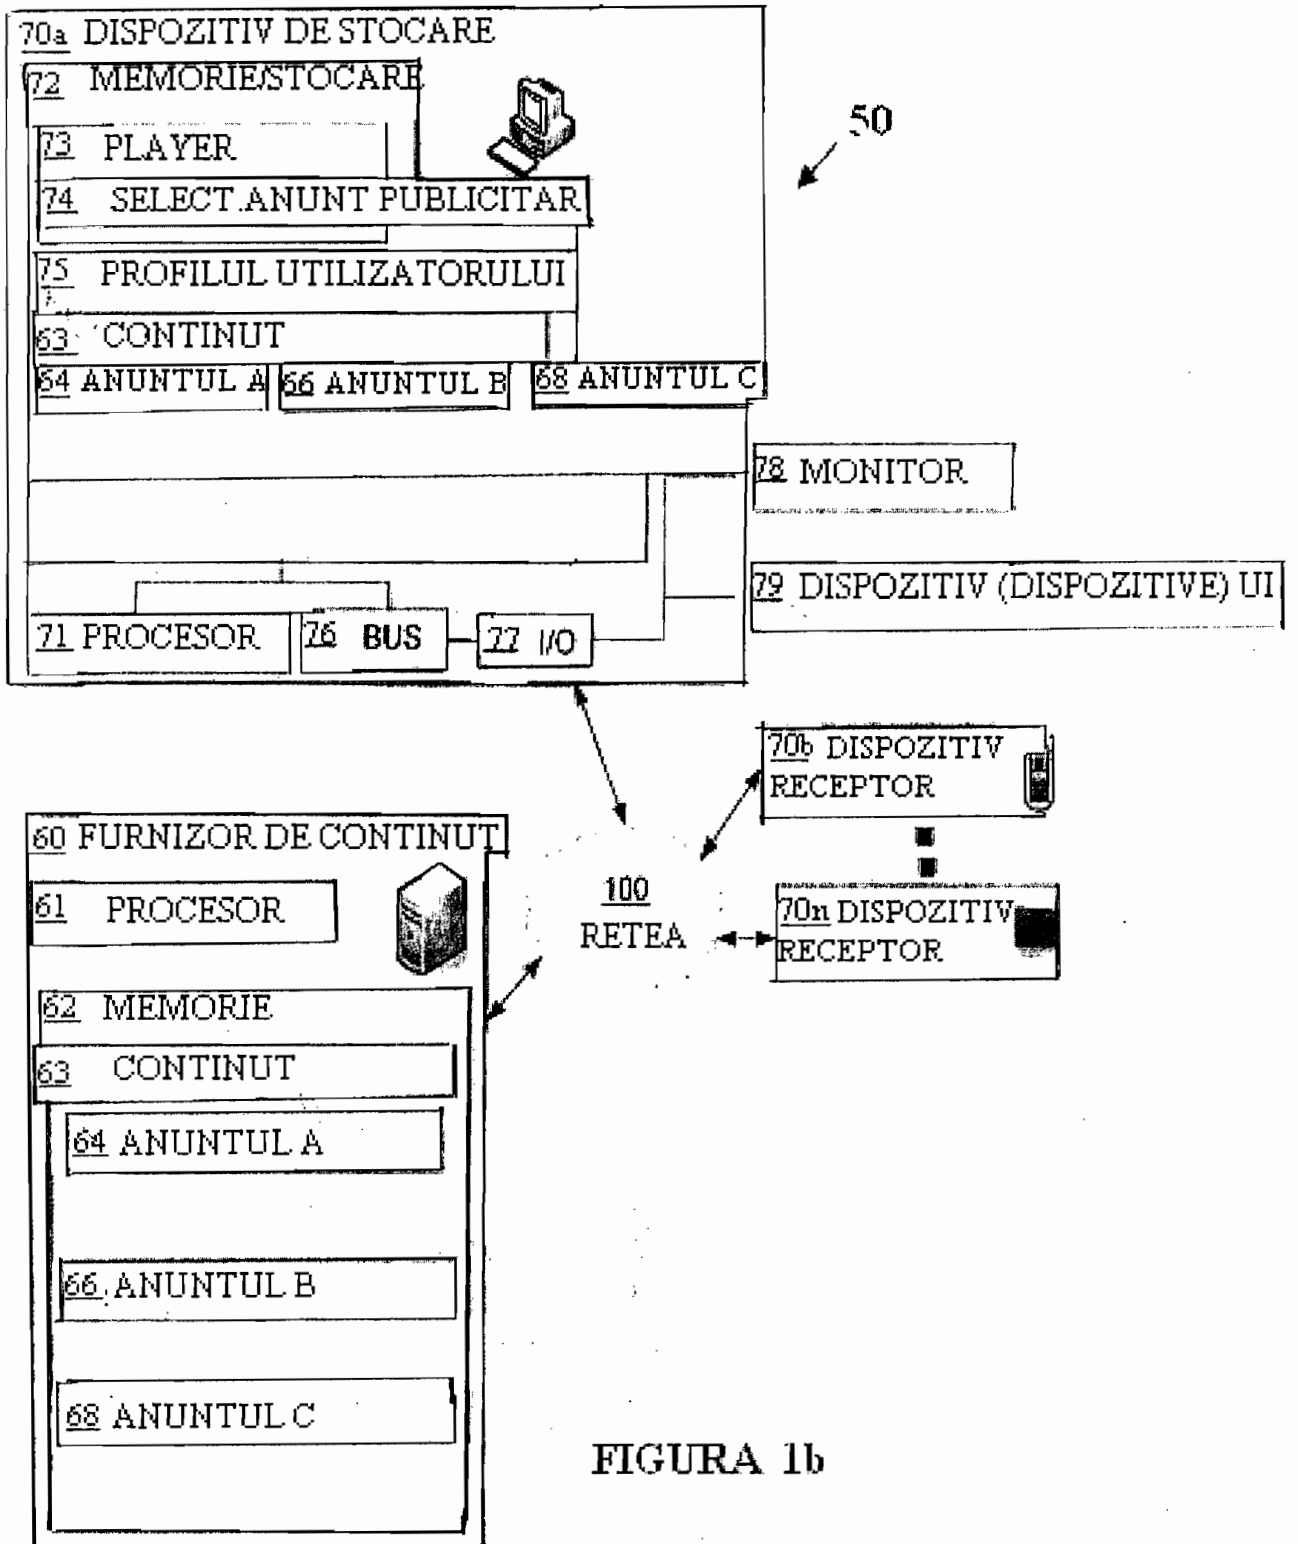 70a DISPOZITIV DE STOCARE
72 MEMORIE/STOCARE
50
73 PLAYER
74 SELECT.ANUNT PUBLICITAR
75 PROFILUL UTILIZATORULUI
63 CONTINUT
64 ANUNTUL A
66 ANUNTUL B
68 ANUNTUL C
78 MONITOR
79 DISPOZITIV (DISPOZITIVE) UI
71 PROCESOR
76 BUS
77 I/O
70b DISPOZITIV
RECEPTOR
60 FURNIZOR DE CONTINUT
61 PROCESOR
100
RETEA
70n DISPOZITIV
RECEPTOR
62 MEMORIE
63 CONTINUT
64 ANUNTUL A
66 ANUNTUL B
68 ANUNTUL C
FIGURA 1b